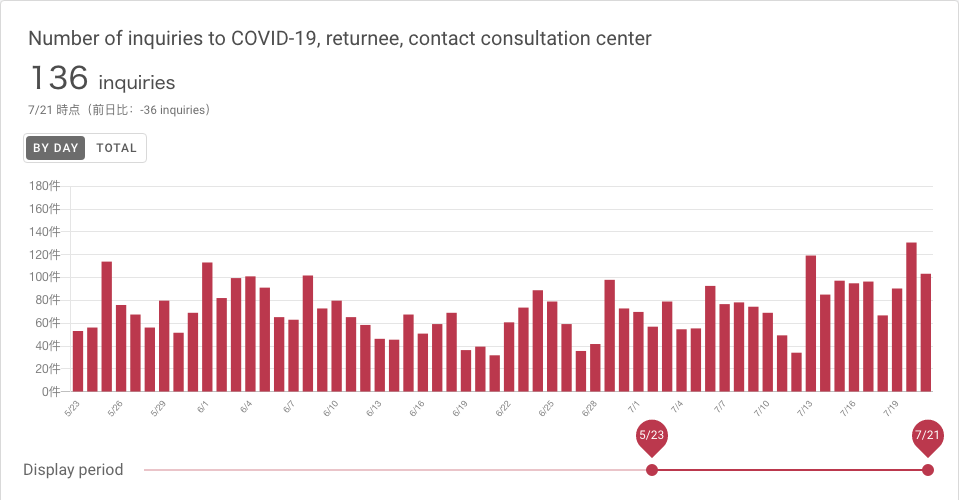 Number of inquiries to COVID-19, returnee, contact consultation center
136 inquiries
7/21 時点（前日比： -36 inquiries）
BY DAY TOTAL
180件
160件
140件
120件
100件
80件
60件
40件
20件
0件
5/23 5/26 5/29 6/1 6/4 6/7 6/10 6/13 6/16 6/19 6/22 6/25 6/28 7/1 7/4 7/7 7/10 7/13 7/16 7/19
5/23 7/21
Display period